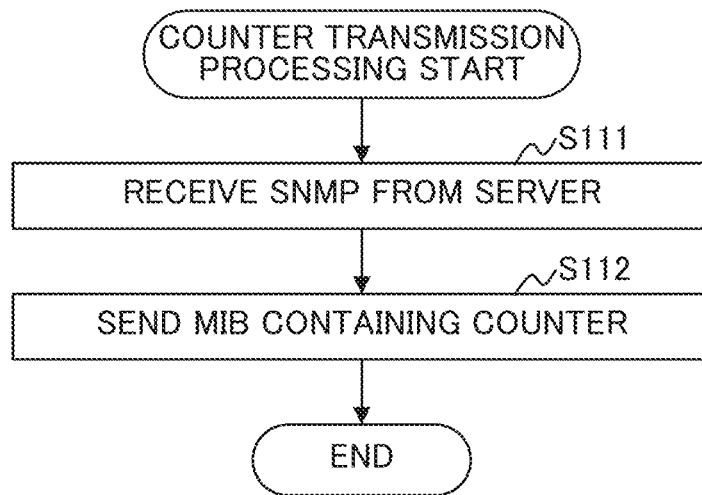 COUNTER TRANSMISSION
PROCESSING START
S111
RECEIVE SNMP FROM SERVER
S112
SEND MIB CONTAINING COUNTER
END